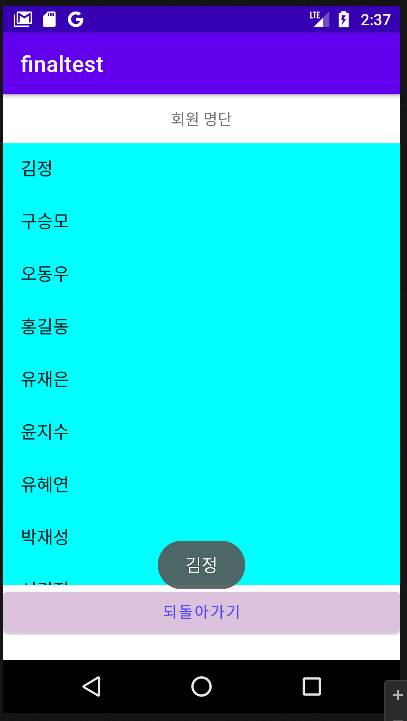 LTE 2:37
finaltest
회원 명단
김정
구승모
오동우
홍길동
유재은
윤지수
유혜연
박재성
김정
되돌아가기